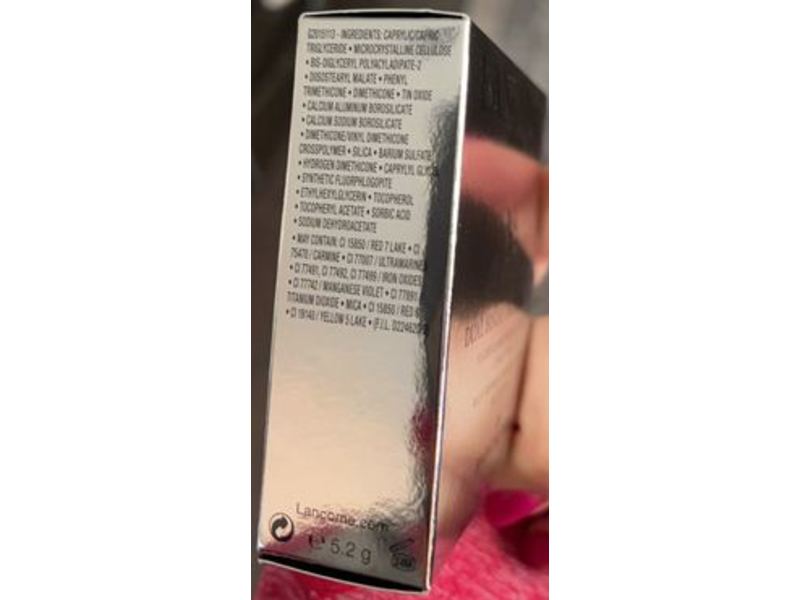 G2015113 - INGREDIENTS: CAPRYLIC/CAPRIC
TRIGLYCERIDE • MICROCRYSTALLINE CELLULOSE
• BIS-DIGLYCERYL POLYACYLADIPATE-2
• DIISOSTEARYL MALATE • PHENYL
TRIMETHICONE • DIMETHICONE • TIN OXIDE
• CALCIUM ALUMINUM BOROSILICATE
• CALCIUM SODIUM BOROSILICATE
• DIMETHICONE/VINYL DIMETHICONE
CROSSPOLYMER • SILICA • BARIUM SULFATE
• HYDROGEN DIMETHICONE • CAPRYLYL GLYCOL
• SYNTHETIC FLUORPHLOGOPITE
• ETHYLHEXYLGLYCERIN • TOCOPHEROL
• TOCOPHERYL ACETATE • SORBIC ACID
• SODIUM DEHYDROACETATE
• MAY CONTAIN: CI 15850 / RED 7 LAKE • CI
75470 / CARMINE • CI 77007 / ULTRAMARINES
• CI 77491, CI 77492, CI 77499 / IRON OXIDES
• CI 77742 / MANGANESE VIOLET • CI 77891
TITANIUM DIOXIDE • MICA • CI 15850 / RED 6
• CI 19140 / YELLOW 5 LAKE • (F.I.L.
Lancome.com
e 5.2 g
24M